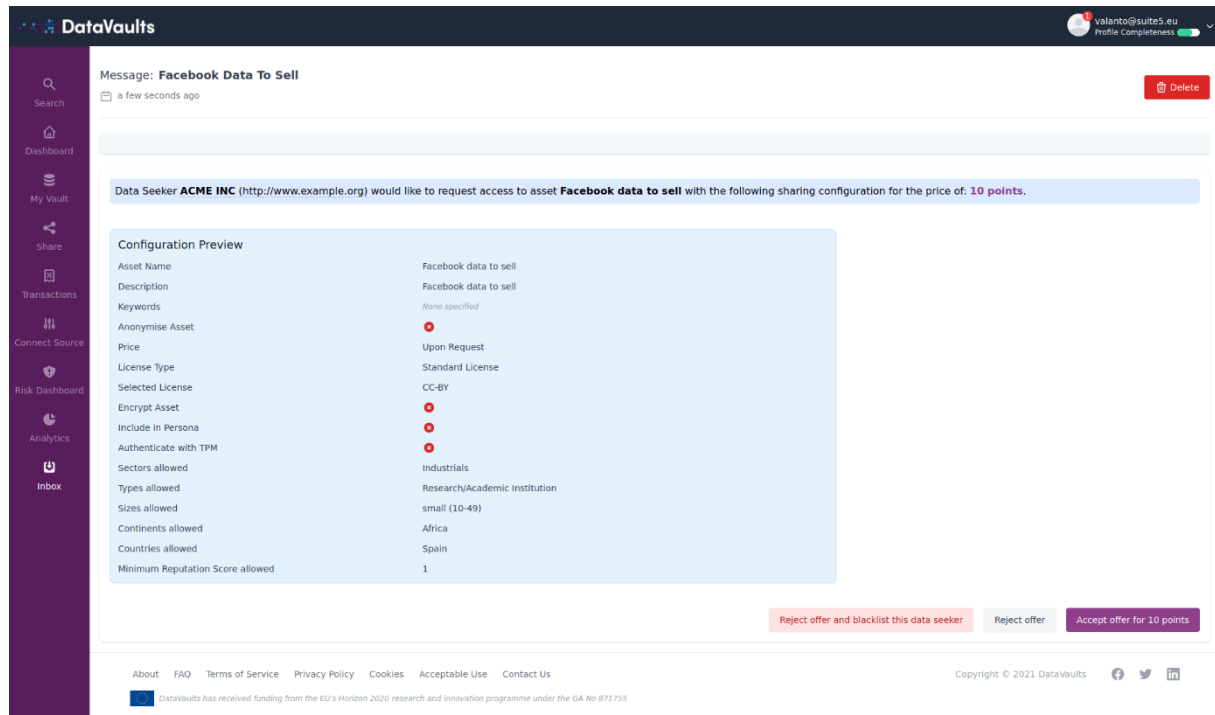 DataVaults
1
valanto@suite5.eu
Profile Completeness
Search
Dashboard
My Vault
Share
Transactions
Connect Source
Risk Dashboard
Analytics
Inbox
Message: Facebook Data To Sell
a few seconds ago
Delete
Data Seeker ACME INC (http://www.example.org) would like to request access to asset Facebook data to sell with the following sharing configuration for the price of: 10 points.
Configuration Preview
Asset Name Facebook data to sell
Description Facebook data to sell
Keywords None specified
Anonymise Asset
Price Upon Request
License Type Standard License
Selected License CC-BY
Encrypt Asset
Include in Persona
Authenticate with TPM
Sectors allowed Industrials
Types allowed Research/Academic Institution
Sizes allowed small (10-49)
Continents allowed Africa
Countries allowed Spain
Minimum Reputation Score allowed 1
Reject offer and blacklist this data seeker Reject offer Accept offer for 10 points
About FAQ Terms of Service Privacy Policy Cookies Acceptable Use Contact Us Copyright © 2021 DataVaults
DataVaults has received funding from the EU's Horizon 2020 research and innovation programme under the GA No 871755